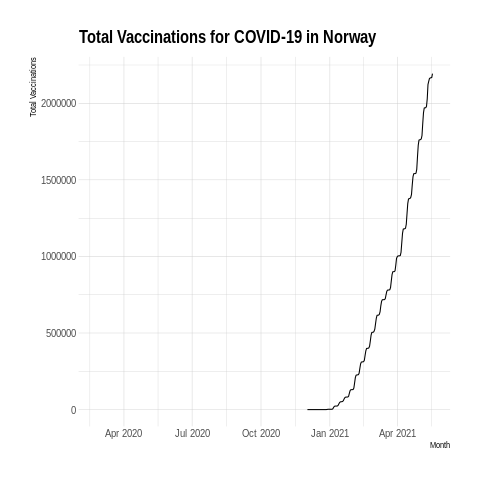 Total Vaccinations for COVID-19 in Norway
Total Vaccinations
2000000
1500000
1000000
500000
0
Apr 2020 Jul 2020 Oct 2020 Jan 2021 Apr 2021
Month